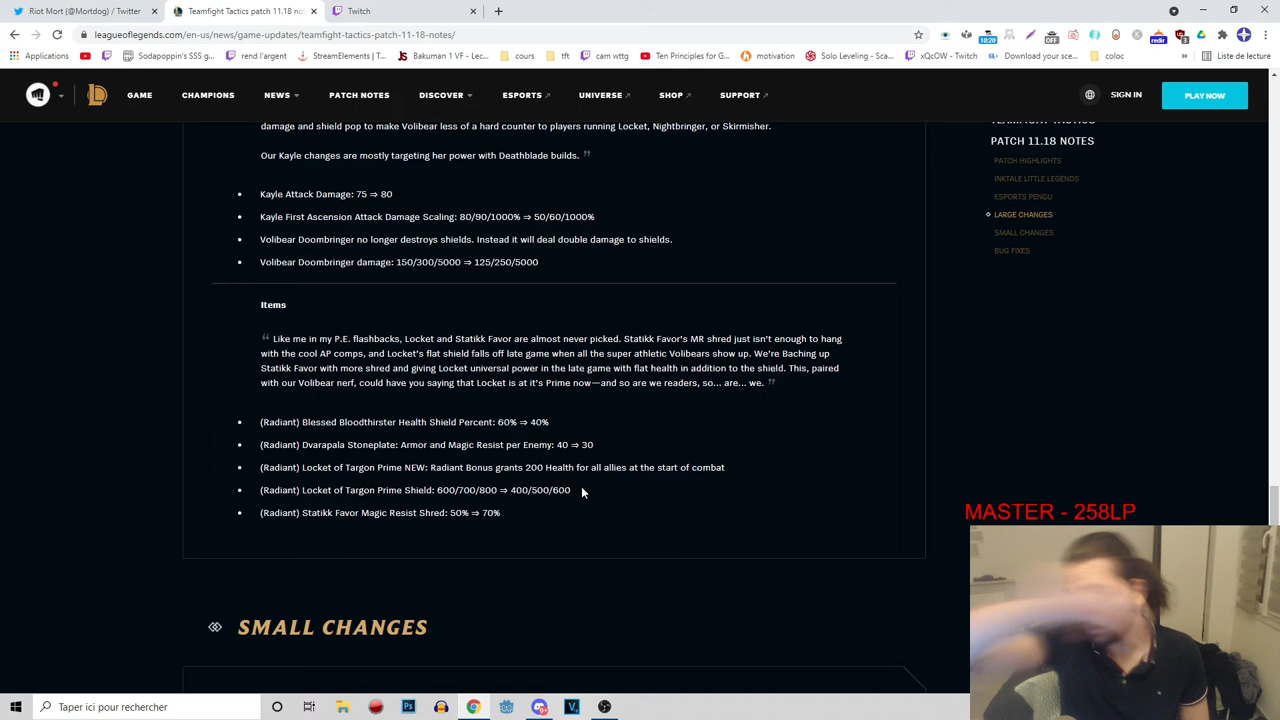 Riot Mort (@Mortdog) / Twitter
Teamfight Tactics patch 11.18 not
Twitch
leagueoflegends.com/en-us/news/game-updates/teamfight-tactics-patch-11-18-notes/
10:20
OFF
redir
3
Applications
Sodapoppin's SSS g...
rend l'argent
StreamElements | T...
Bakuman 1 VF - J...
cours
tft
cam wttg
Ten Principles for G...
motivation
Solo Leveling - Sca...
xQcOW - Twitch
Download your sce...
coloc
»
Liste de lecture
GAME
CHAMPIONS
NEWS
PATCH NOTES
DISCOVER
ESPORTS
UNIVERSE
SHOP
SUPPORT
SIGN IN
PLAY NOW
damage and shield pop to make Volibear less of a hard counter to players running Locket, Nightbringer, or Skirmisher.
Our Kayle changes are mostly targeting her power with Deathblade builds. ”
• Kayle Attack Damage: 75 ⇒ 80
• Kayle First Ascension Attack Damage Scaling: 80/90/1000% ⇒ 50/60/1000%
• Volibear Doombringer no longer destroys shields. Instead it will deal double damage to shields.
• Volibear Doombringer damage: 150/300/5000 ⇒ 125/250/5000
Items
“ Like me in my P.E. flashbacks, Locket and Statikk Favor are almost never picked. Statikk Favor's MR shred just isn't enough to hang
with the cool AP comps, and Locket's flat shield falls off late game when all the super athletic Volibears show up. We're Baching up
Statikk Favor with more shred and giving Locket universal power in the late game with flat health in addition to the shield. This, paired
with our Volibear nerf, could have you saying that Locket is at it's Prime now—and so are we readers, so... are... we. ”
• (Radiant) Blessed Bloodthirster Health Shield Percent: 60% ⇒ 40%
• (Radiant) Dvarapala Stoneplate: Armor and Magic Resist per Enemy: 40 ⇒ 30
• (Radiant) Locket of Targon Prime NEW: Radiant Bonus grants 200 Health for all allies at the start of combat
• (Radiant) Locket of Targon Prime Shield: 600/700/800 ⇒ 400/500/600
• (Radiant) Statikk Favor Magic Resist Shred: 50% ⇒ 70%
SMALL CHANGES
TEAMFIGHT TACTICS
PATCH 11.18 NOTES
PATCH HIGHLIGHTS
INKTALE LITTLE LEGENDS
ESPORTS PENGU
LARGE CHANGES
SMALL CHANGES
BUG FIXES
MASTER - 258LP
Taper ici pour rechercher